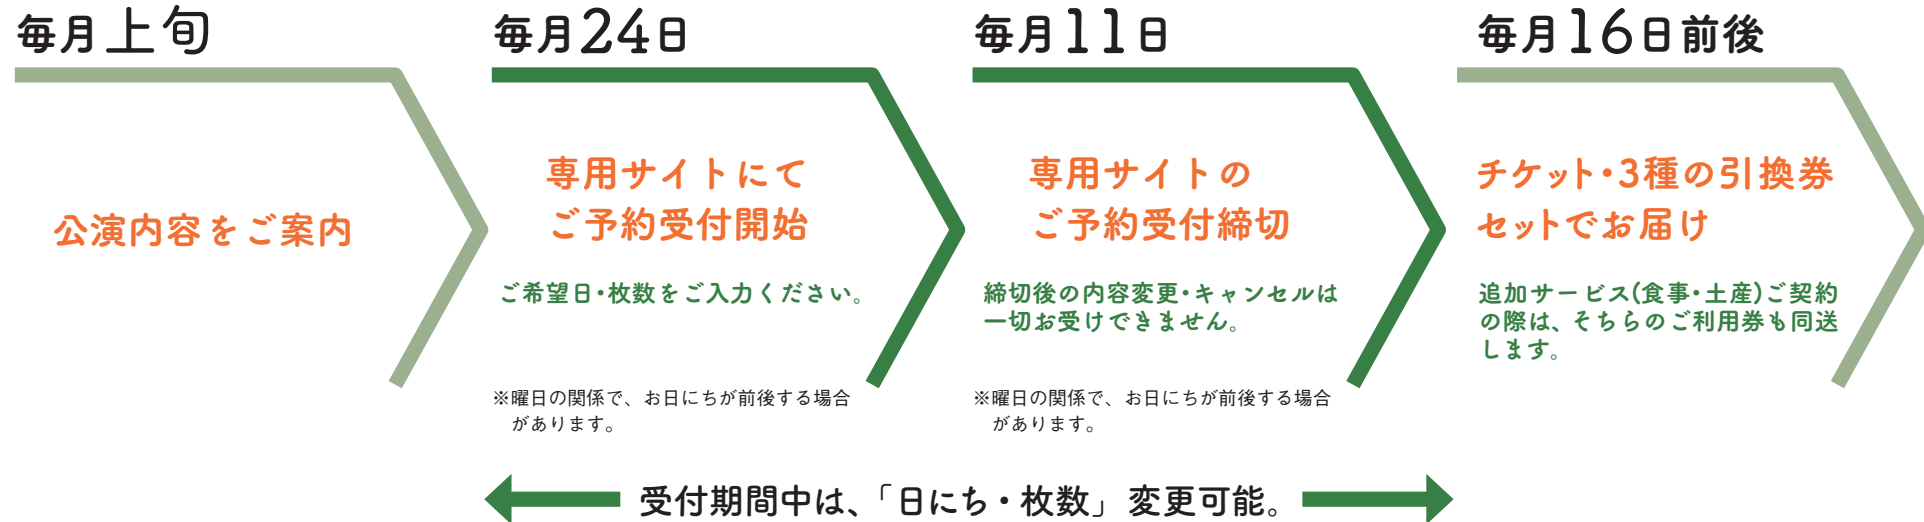 毎月上旬
公演内容をご案内
毎月24日
専用サイトにて
ご予約受付開始
ご希望日・枚数をご入力ください。
※曜日の関係で、お日にちが前後する場合
があります。
毎月11日
専用サイトの
ご予約受付締切
締切後の内容変更・キャンセルは
一切お受けできません。
※曜日の関係で、お日にちが前後する場合
があります。
毎月16日前後
チケット・3種の引換券
セットでお届け
追加サービス(食事・土産)ご契約
の際は、そちらのご利用券も同送
します。
受付期間中は、「日にち・枚数」変更可能。